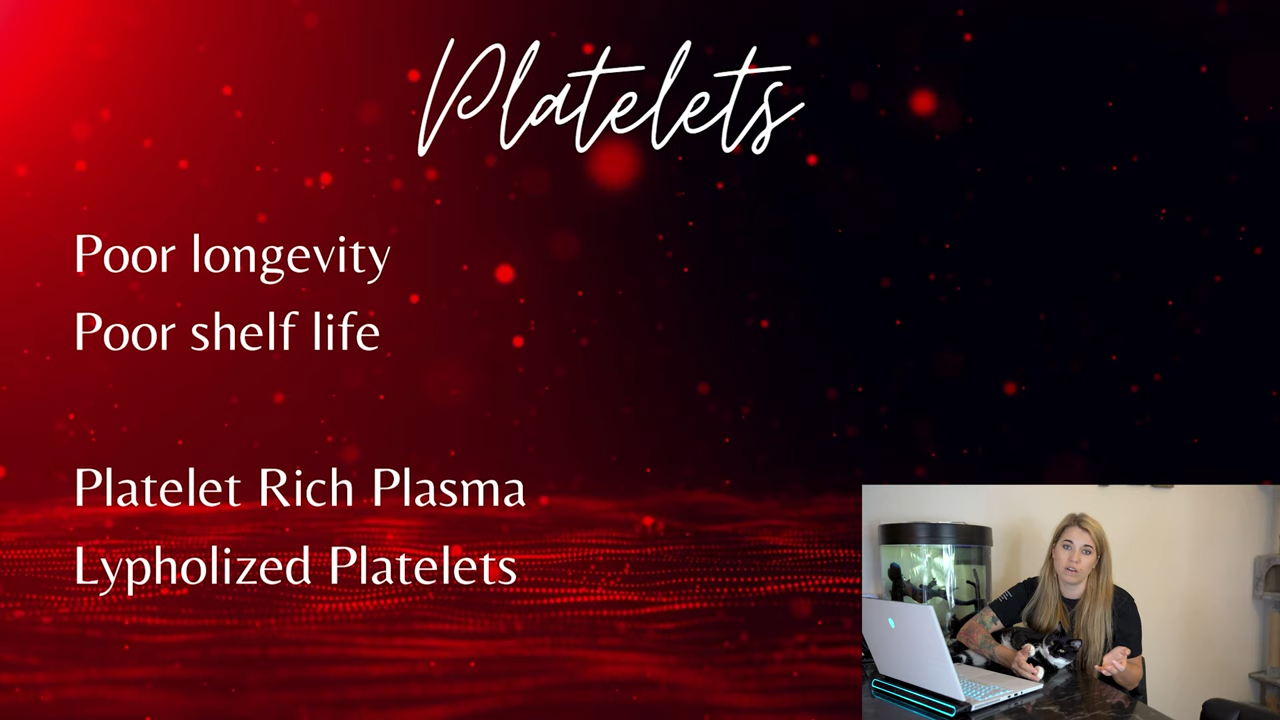 Platelets
Poor longevity
Poor shelf life
Platelet Rich Plasma
Lypholized Platelets